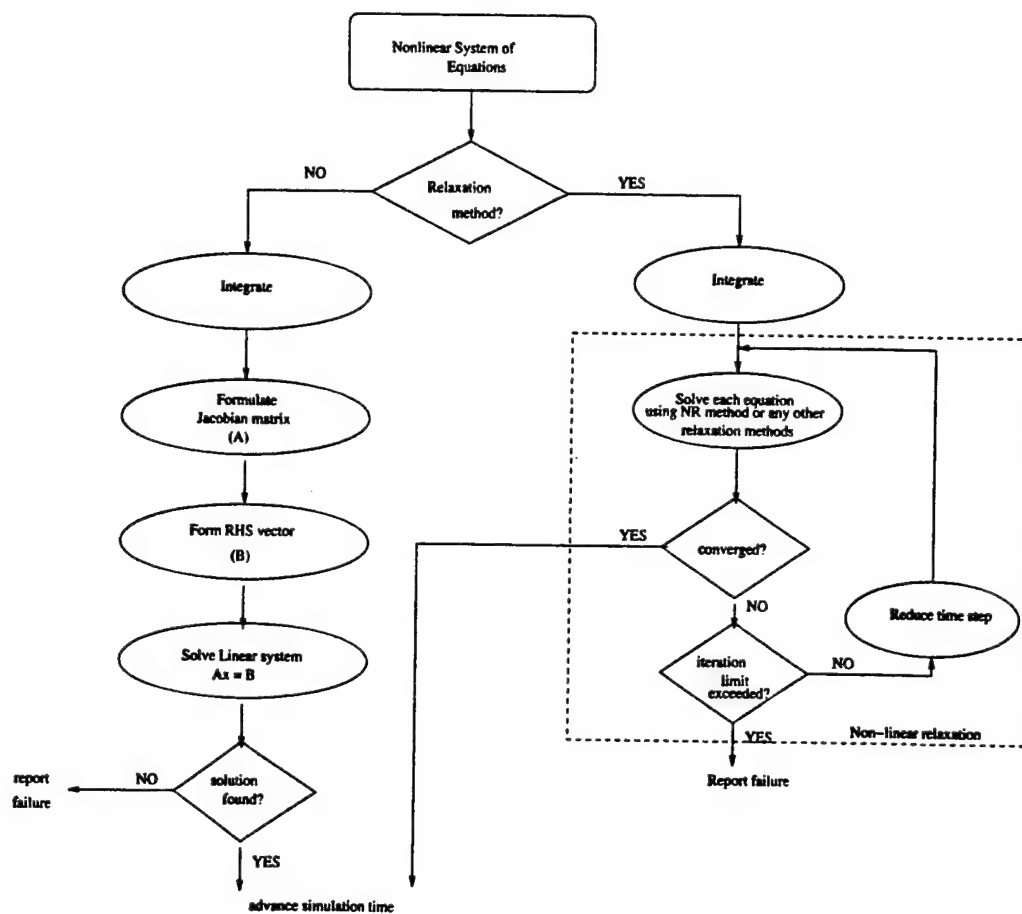 Nonlinear System of
Equations
NO
YES
Relaxation
method?
Integrate
Integrate
Formulate
Jacobian matrix
(A)
Solve each equation
using NR method or any other
relaxation methods
Form RHS vector
(B)
YES
converged?
NO
Reduce time step
Solve Linear system
Ax = B
iteration
limit
exceeded?
NO
YES
Non-linear relaxation
report
failure
NO
solution
found?
Report failure
YES
advance simulation time